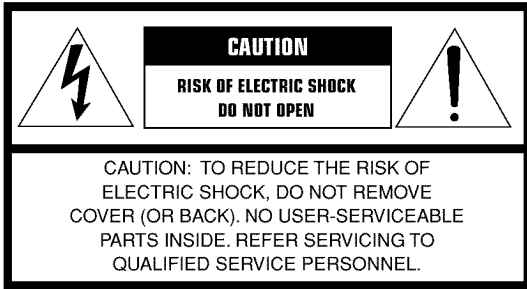 CAUTION
RISK OF ELECTRIC SHOCK
DO NOT OPEN
CAUTION: TO REDUCE THE RISK OF
ELECTRIC SHOCK, DO NOT REMOVE
COVER (OR BACK). NO USER-SERVICEABLE
PARTS INSIDE. REFER SERVICING TO
QUALIFIED SERVICE PERSONNEL.